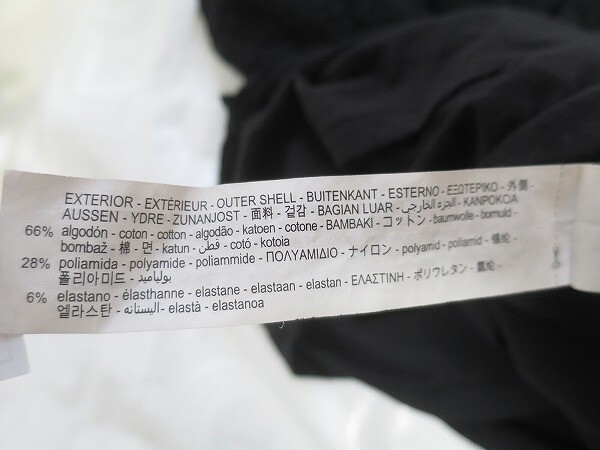 EXTERIOR - EXTÉRIEUR - OUTER SHELL - BUITENKANT - ESTERNO - ΕΞΩΤΕΡΙΚΟ - 外側 -
AUSSEN - YDRE - ZUNANJOST - 面料 - 겉감 - BAGIAN LUAR - الجزء الخارجي - KANPOKOA
66% algodón - coton - cotton - algodão - katoen - cotone - ΒΑΜΒΑΚΙ - コットン - baumwolle - bomuld -
bombaž - 棉 - 면 - katun - قطن - cotó - kotoia
28% poliamida - polyamide - poliammide - ΠΟΛΥΑΜΙΔΙΟ - ナイロン - polyamid - poliamid - 锦纶 -
폴리아미드 - بولياميد
6% elastano - élasthanne - elastane - elastaan - elastan - ΕΛΑΣΤΙΝΗ - ポリウレタン - 氨纶 -
엘라스탄 - اليستانه - elastà - elastanoa